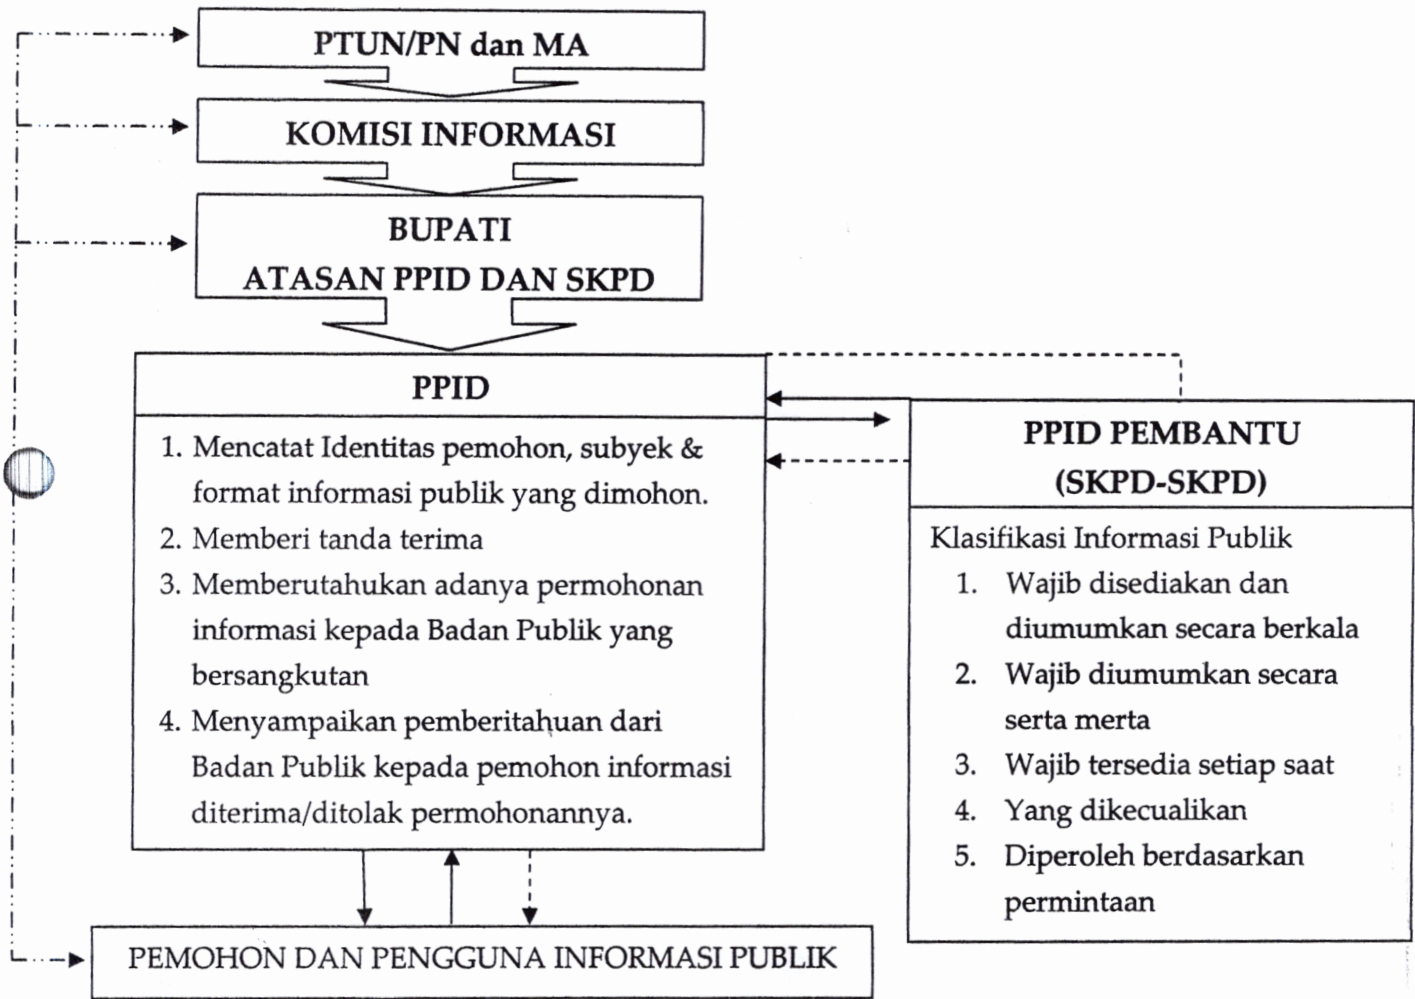 PTUN/PN dan MA
KOMISI INFORMASI
BUPATI
ATASAN PPID DAN SKPD
PPID
1. Mencatat Identitas pemohon, subyek &
format informasi publik yang dimohon.
2. Memberi tanda terima
3. Memberutahukan adanya permohonan
informasi kepada Badan Publik yang
bersangkutan
4. Menyampaikan pemberitahuan dari
Badan Publik kepada pemohon informasi
diterima/ditolak permohonannya.
PPID PEMBANTU
(SKPD-SKPD)
Klasifikasi Informasi Publik
1. Wajib disediakan dan
diumumkan secara berkala
2. Wajib diumumkan secara
serta merta
3. Wajib tersedia setiap saat
4. Yang dikecualikan
5. Diperoleh berdasarkan
permintaan
PEMOHON DAN PENGGUNA INFORMASI PUBLIK